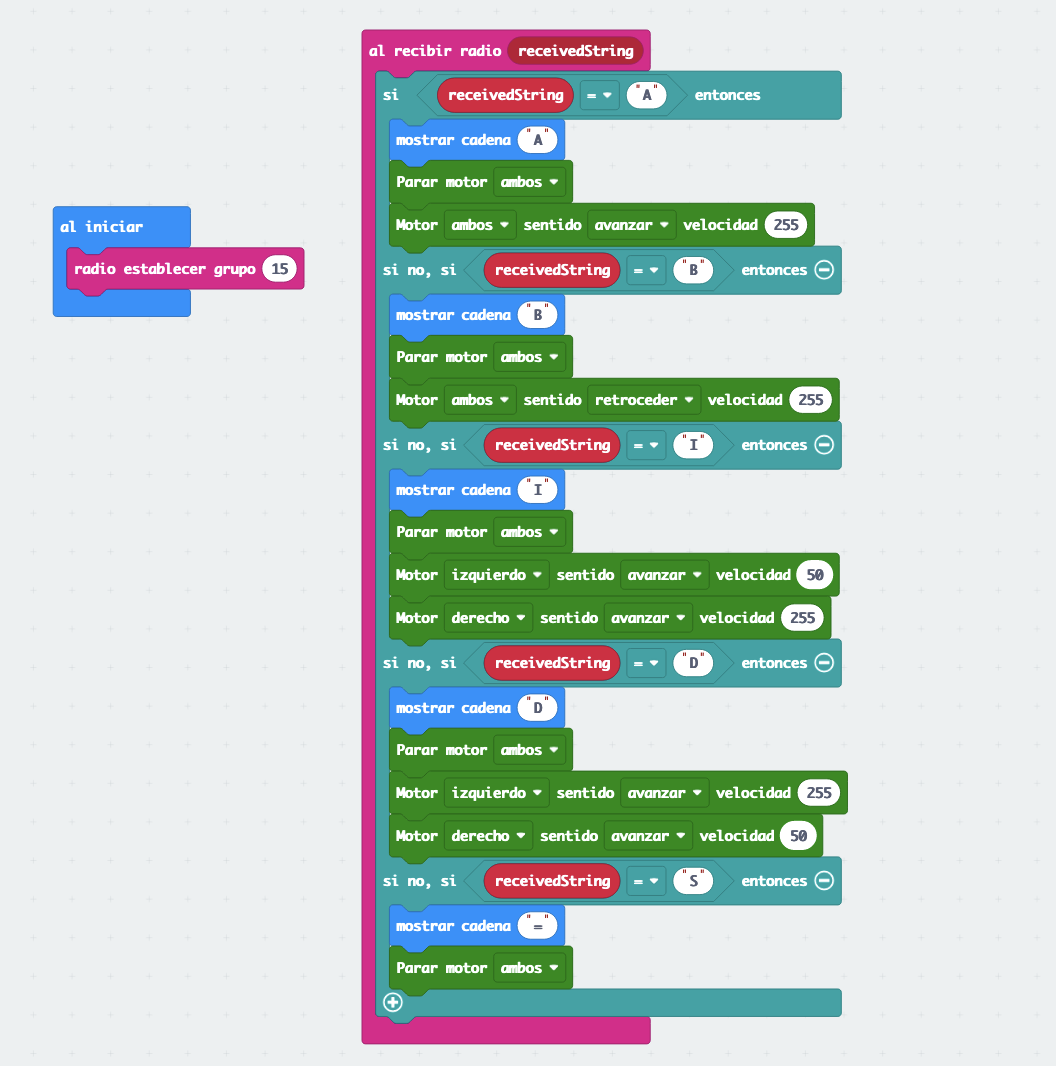 al iniciar
radio establecer grupo 15
al recibir radio receivedString
si receivedString = "A" entonces
mostrar cadena "A"
Parar motor ambos
Motor ambos sentido avanzar velocidad 255
si no, si receivedString = "B" entonces
mostrar cadena "B"
Parar motor ambos
Motor ambos sentido retroceder velocidad 255
si no, si receivedString = "I" entonces
mostrar cadena "I"
Parar motor ambos
Motor izquierdo sentido avanzar velocidad 50
Motor derecho sentido avanzar velocidad 255
si no, si receivedString = "D" entonces
mostrar cadena "D"
Parar motor ambos
Motor izquierdo sentido avanzar velocidad 255
Motor derecho sentido avanzar velocidad 50
si no, si receivedString = "S" entonces
mostrar cadena "="
Parar motor ambos